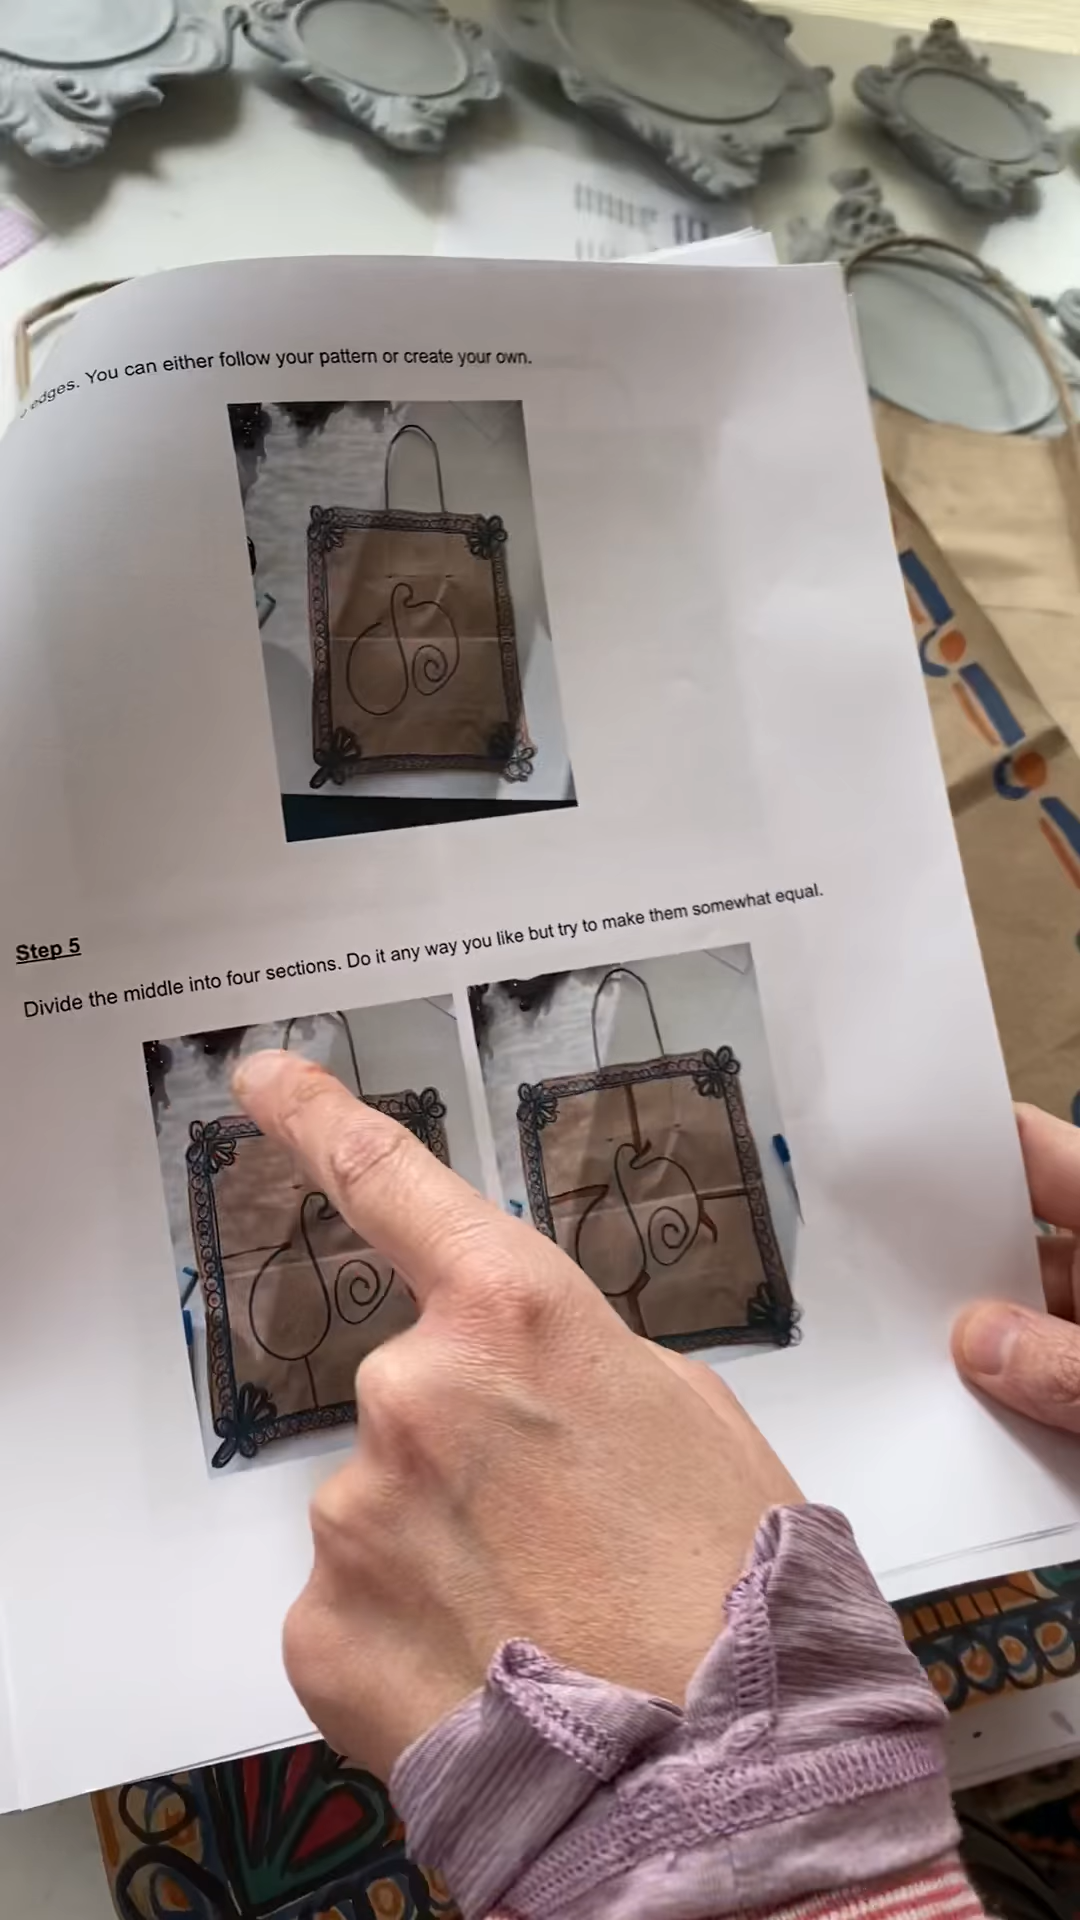 edges. You can either follow your pattern or create your own.
Step 5
Divide the middle into four sections. Do it any way you like but try to make them somewhat equal.